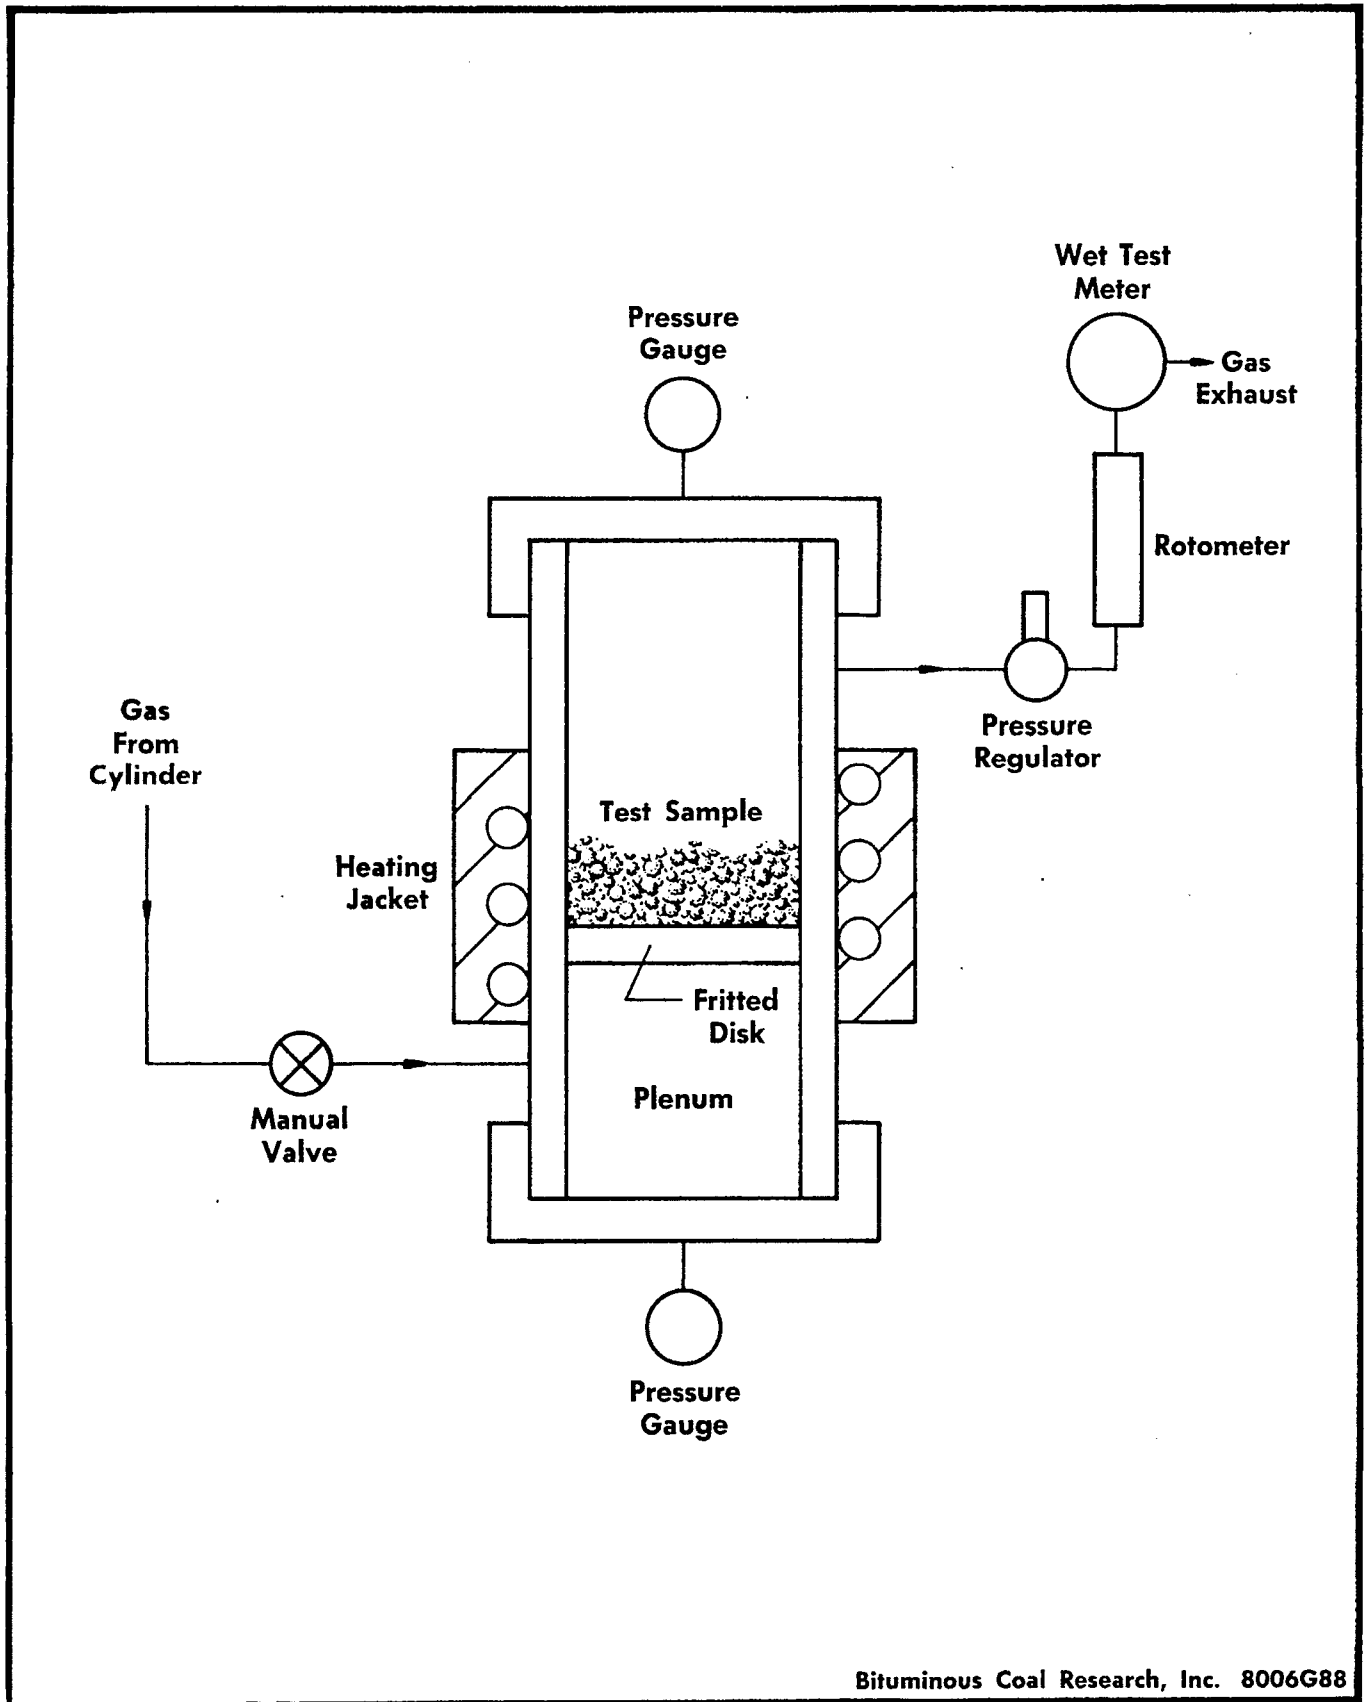 Wet Test
Meter
Pressure
Gauge
Gas
Exhaust
Rotometer
Pressure
Regulator
Gas
From
Cylinder
Test Sample
Heating
Jacket
Fritted
Disk
Plenum
Manual
Valve
Pressure
Gauge
Bituminous Coal Research, Inc. 8006G88